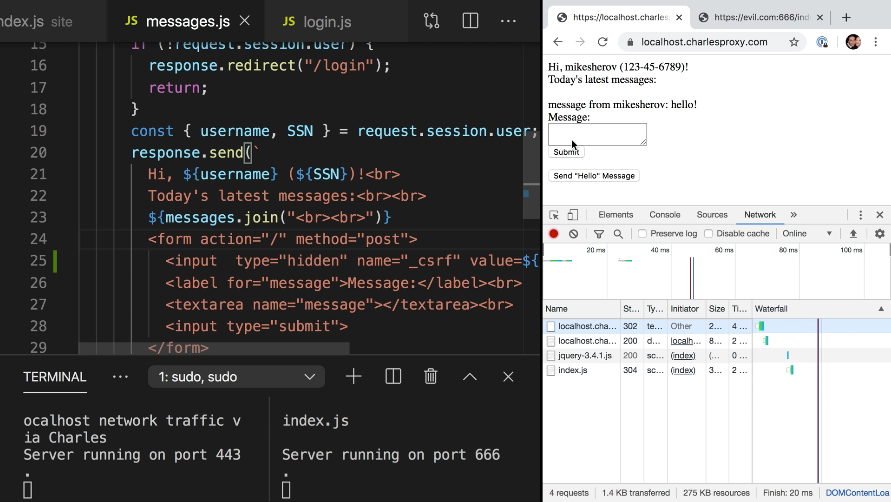 ndex.js site
JS messages.js
JS login.js
15 if (!request.session.user) {
16 response.redirect("/login");
17 return;
18 }
19 const { username, SSN } = request.session.user;
20 response.send(`
21 Hi, ${username} (${SSN})!<br>
22 Today's latest messages:<br><br>
23 ${messages.join("<br><br>")}
24 <form action="/" method="post">
25 <input  type="hidden" name="_csrf" value=${
26 <label for="message">Message:</label><br>
27 <textarea name="message"></textarea><br>
28 <input type="submit">
29 </form>
TERMINAL
1: sudo, sudo
ocalhost network traffic v
ia Charles
Server running on port 443
.
index.js
Server running on port 666
.
https://localhost.charles
https://evil.com:666/ind
localhost.charlesproxy.com
Hi, mikesherov (123-45-6789)!
Today's latest messages:
message from mikesherov: hello!
Message:
Submit
Send "Hello" Message
Elements Console Sources Network »
Preserve log Disable cache Online
20 ms 40 ms 60 ms 80 ms 100 ms
Name St... Ty... Initiator Size Ti... Waterfall
localhost.cha... 302 te... Other 2... 4 ...
localhost.cha... 200 d... localh... 8... 2 ...
jquery-3.4.1.js 200 sc... (index) (... 0 ...
index.js 304 sc... (index) 3... 2 ...
4 requests 1.4 KB transferred 275 KB resources Finish: 20 ms DOMContentLoa